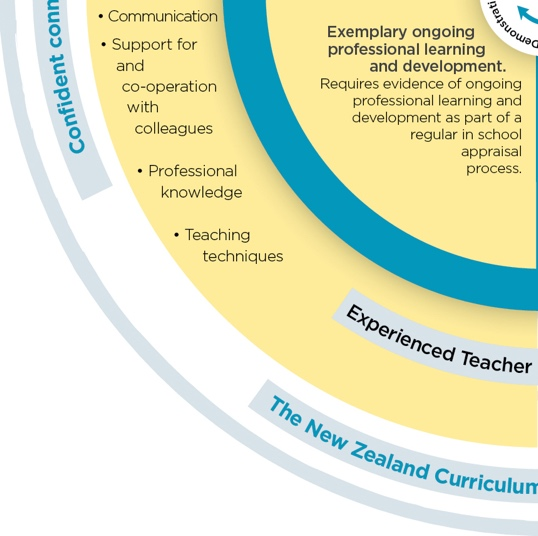 • Communication
• Support for
and
co-operation
with
colleagues
• Professional
knowledge
• Teaching
techniques
Exemplary ongoing
professional learning
and development.
Requires evidence of ongoing
professional learning and
development as part of a
regular in school
appraisal
process.
Confident
Experienced Teacher
The New Zealand Curriculum